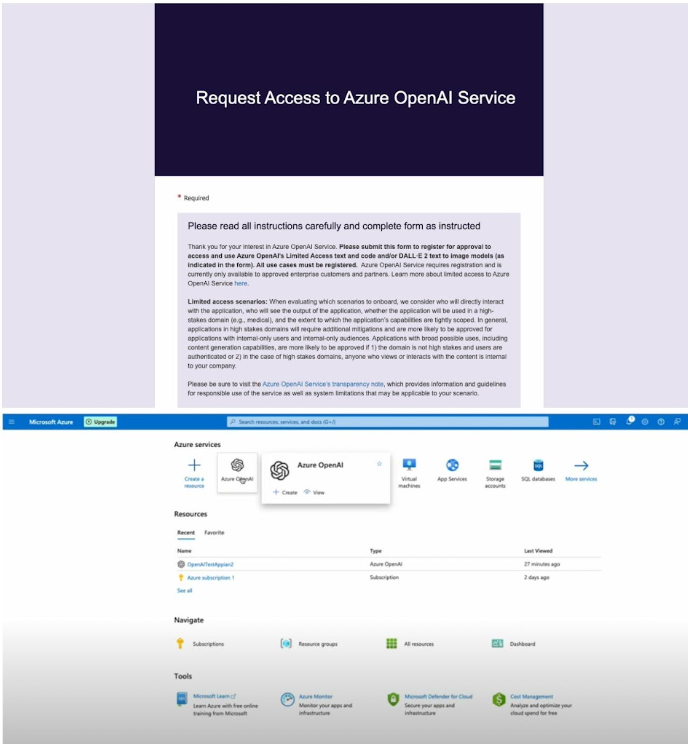 Request Access to Azure OpenAI Service
* Required
Please read all instructions carefully and complete form as instructed
Thank you for your interest in Azure OpenAI Service. Please submit this form to register for approval to
access and use Azure OpenAI's Limited Access text and code and/or DALL-E 2 text to image models (as
indicated in the form). All use cases must be registered. Azure OpenAI Service requires registration and is
currently only available to approved enterprise customers and partners. Learn more about limited access to Azure
OpenAI Service here.
Limited access scenarios: When evaluating which scenarios to onboard, we consider who will directly interact
with the application, who will see the output of the application, whether the application will be used in a high-
stakes domain (e.g., medical), and the extent to which the application's capabilities are tightly scoped. In general,
applications in high stakes domains will require additional mitigations and are more likely to be approved for
applications with internal-only users and internal-only audiences. Applications with broad possible uses, including
content generation capabilities, are more likely to be approved if 1) the domain is not high stakes and users are
authenticated or 2) in the case of high stakes domains, anyone who views or interacts with the content is internal
to your company.
Please be sure to visit the Azure OpenAI Service's transparency note, which provides information and guidelines
for responsible use of the service as well as system limitations that may be applicable to your scenario.
Microsoft Azure Upgrade Search resources, services, and docs (G+/)
Azure services
Create a resource
Azure OpenAI
Azure OpenAI
+ Create View
Virtual machines
App Services
Storage accounts
SQL databases
More services
Resources
Recent Favorite
Name Type Last Viewed
OpenAiTestAppian2 Azure OpenAI 27 minutes ago
Azure subscription 1 Subscription 2 days ago
See all
Navigate
Subscriptions Resource groups All resources Dashboard
Tools
Microsoft Learn
Learn Azure with free online
training from Microsoft
Azure Monitor
Monitor your apps and
infrastructure
Microsoft Defender for Cloud
Secure your apps and
infrastructure
Cost Management
Analyze and optimize your
cloud spend for free